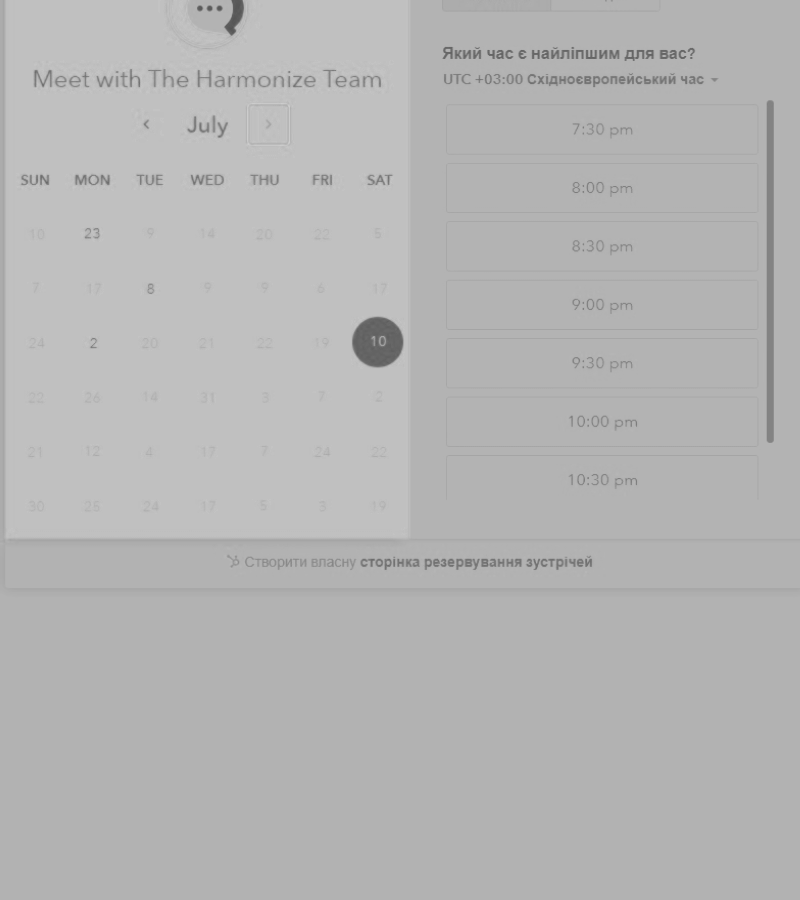 Meet with The Harmonize Team
July
SUN MON TUE WED THU FRI SAT
10 23 9 14 20 22 5
7 17 8 9 9 6 17
24 2 20 21 22 19 10
22 26 14 31 3 7 2
21 12 4 17 7 24 22
30 25 24 17 5 3 19
Який час є найліпшим для вас?
UTC +03:00 Східноєвропейський час
7:30 pm
8:00 pm
8:30 pm
9:00 pm
9:30 pm
10:00 pm
10:30 pm
Створити власну сторінка резервування зустрічей